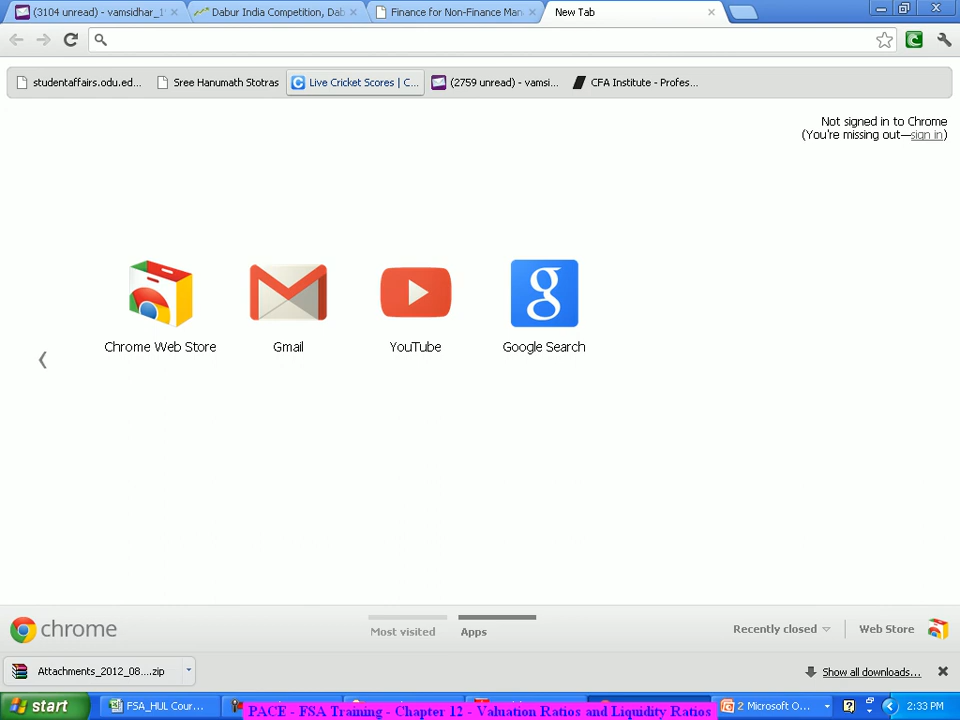 (3104 unread) - vamsidhar_1
Dabur India Competition, Dab
Finance for Non-Finance Man
New Tab
studentaffairs.odu.ed...
Sree Hanumath Stotras
Live Cricket Scores | C...
(2759 unread) - vamsi...
CFA Institute - Profes...
Not signed in to Chrome
(You're missing out—sign in)
Chrome Web Store
Gmail
YouTube
Google Search
chrome
Most visited
Apps
Recently closed
Web Store
Attachments_2012_08....zip
Show all downloads...
start
FSA_HUL Cour...
2 Microsoft O...
2:33 PM
PACE - FSA Training - Chapter 12 - Valuation Ratios and Liquidity Ratios